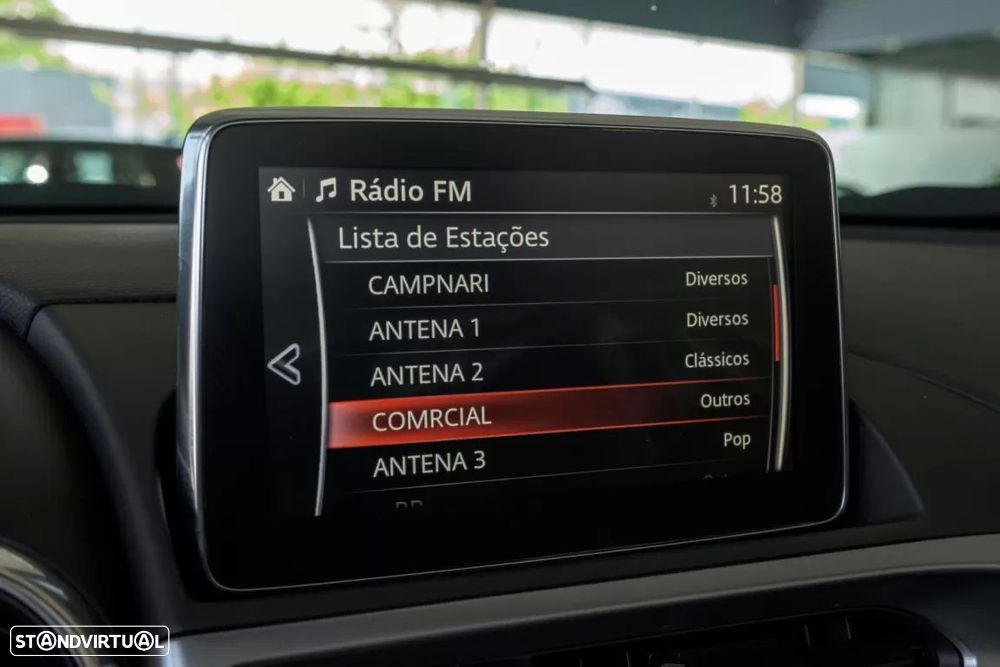 Rádio FM 11:58
Lista de Estações
CAMPNARI Diversos
ANTENA 1 Diversos
ANTENA 2 Clássicos
COMRCIAL Outros
ANTENA 3 Pop
STANDVIRTUAL